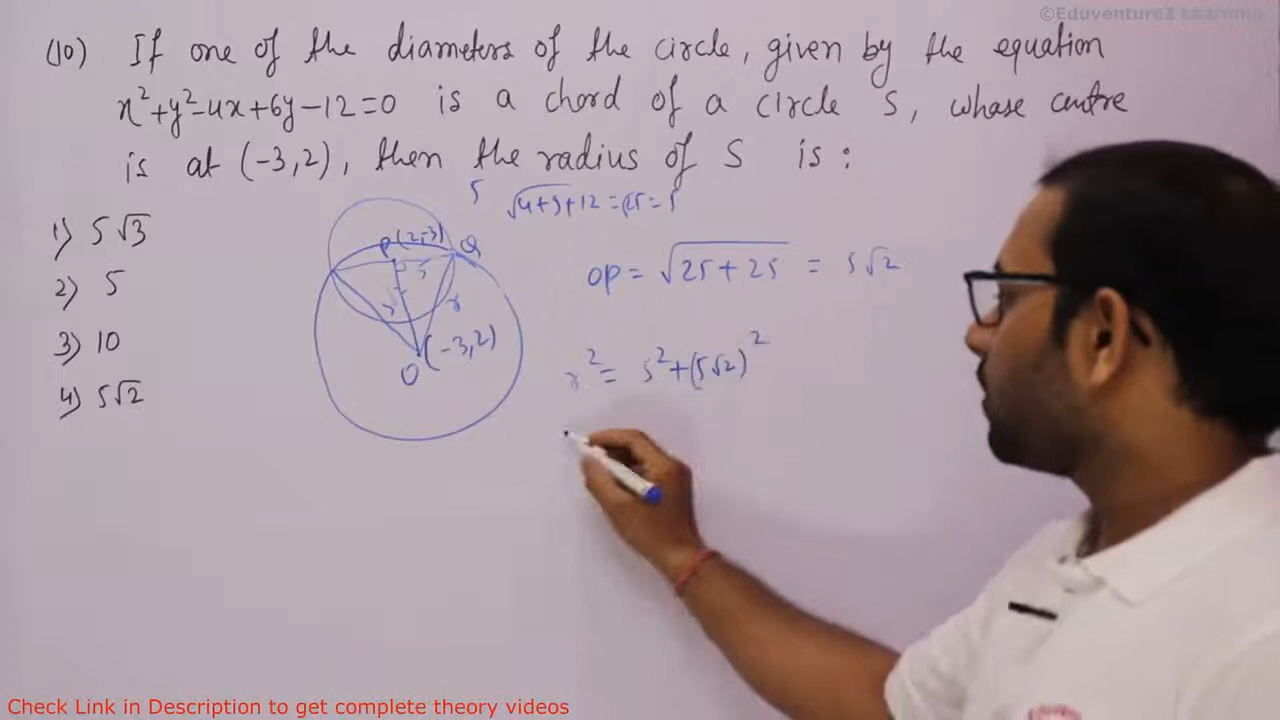 ©EduventureZ Learning
(10) If one of the diameters of the circle, given by the equation
x²+y²-4x+6y-12=0 is a chord of a circle S, whose centre
is at (-3,2), then the radius of S is:
1) 5√3
2) 5
3) 10
4) 5√2
5 √4+9+12 = √25 = 5
P(2,-3) Q
5
r
O (-3,2)
OP = √25+25 = 5√2
r² = 5²+(5√2)²
Check Link in Description to get complete theory videos